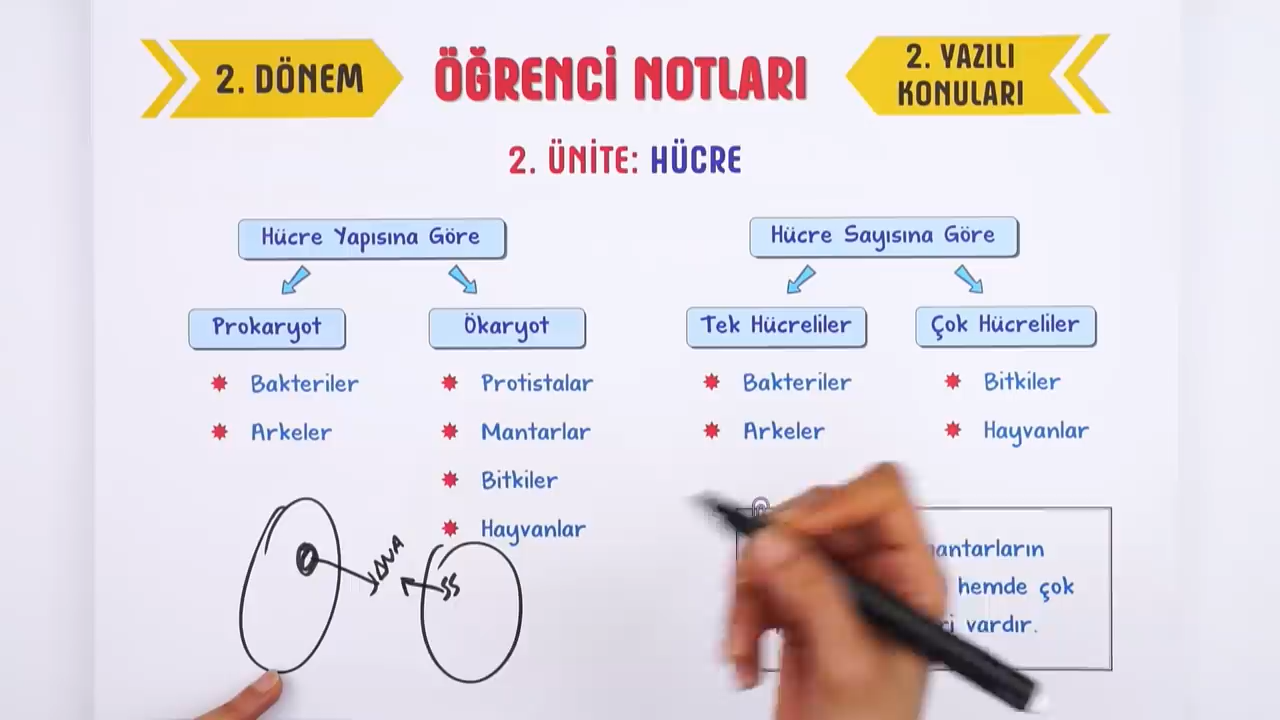 2. DÖNEM
ÖĞRENCİ NOTLARI
2. YAZILI
KONULARI
2. ÜNİTE: HÜCRE
Hücre Yapısına Göre
Prokaryot
Bakteriler
Arkeler
Ökaryot
Protistalar
Mantarlar
Bitkiler
Hayvanlar
DNA
Hücre Sayısına Göre
Tek Hücreliler
Bakteriler
Arkeler
Çok Hücreliler
Bitkiler
Hayvanlar
mantarların
hemde çok
vardır.